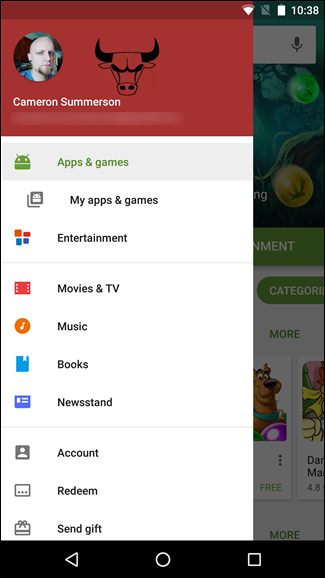 10:38
Cameron Summerson
Apps & games
My apps & games
ng
Entertainment
NMENT
Movies & TV
CATEGORI
Music
MORE
Books
Newsstand
Dar
Ma
Account
FREE
4.8
Redeem
Send gift
MORE